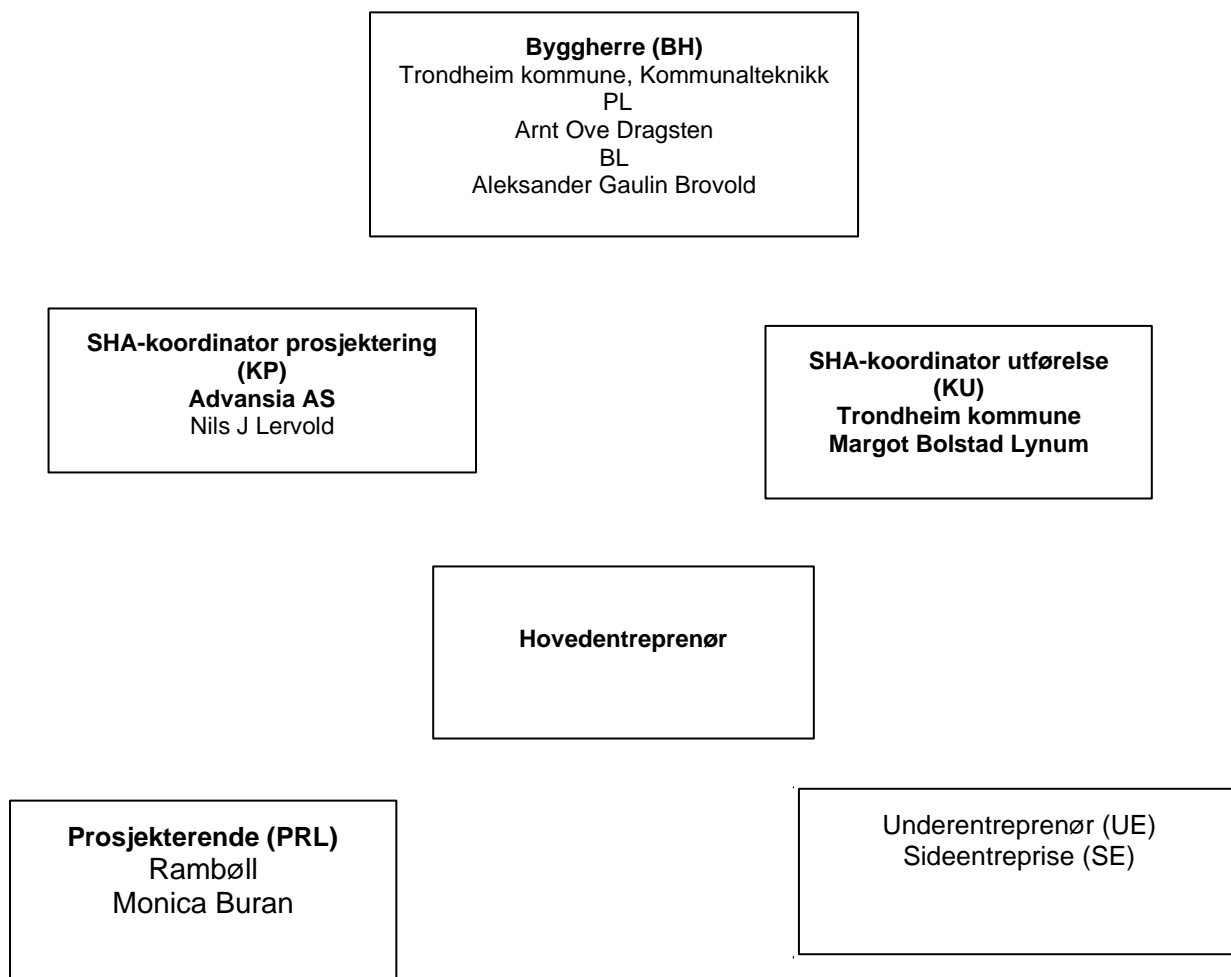 Byggherre (BH)
Trondheim kommune, Kommunalteknikk
PL
Arnt Ove Dragsten
BL
Aleksander Gaulin Brovold
SHA-koordinator prosjektering
(KP)
Advansia AS
Nils J Lervold
SHA-koordinator utførelse
(KU)
Trondheim kommune
Margot Bolstad Lynum
Hovedentreprenør
Prosjekterende (PRL)
Rambøll
Monica Buran
Underentreprenør (UE)
Sideentreprise (SE)